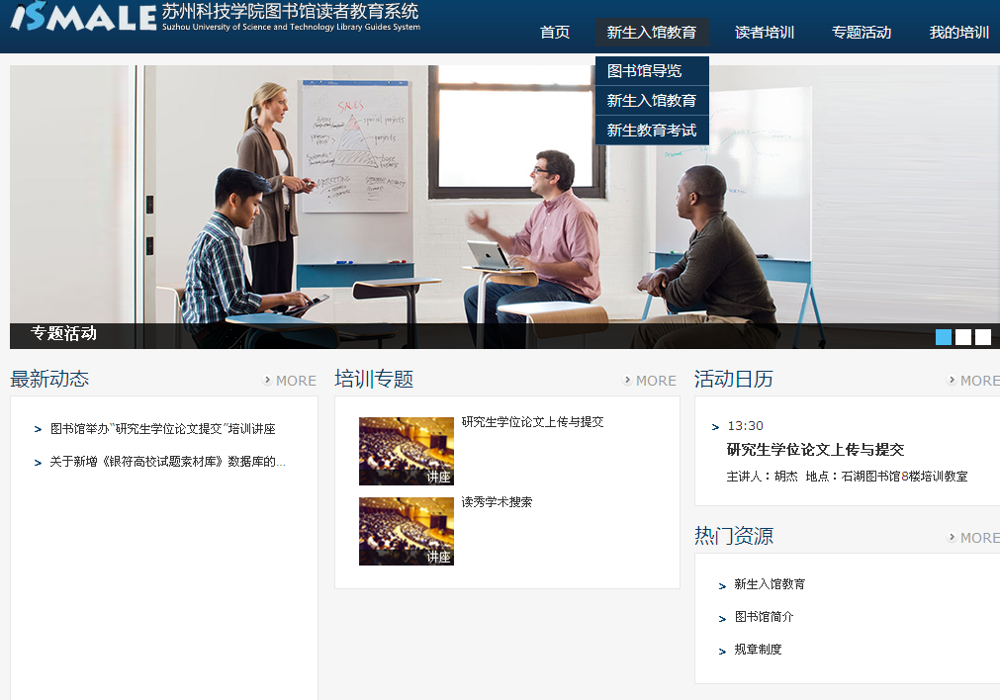 iSMALE 苏州科技学院图书馆读者教育系统
Suzhou University of Science and Technology Library Guides System
首页 新生入馆教育 读者培训 专题活动 我的培训
图书馆导览
新生入馆教育
新生教育考试
SALES
专题活动
最新动态 MORE
> 图书馆举办“研究生学位论文提交”培训讲座
> 关于新增《银符高校试题素材库》数据库的...
培训专题 MORE
研究生学位论文上传与提交
讲座
读秀学术搜索
讲座
活动日历 MORE
> 13:30
研究生学位论文上传与提交
主讲人：胡杰 地点：石湖图书馆8楼培训教室
热门资源 MORE
> 新生入馆教育
> 图书馆简介
> 规章制度